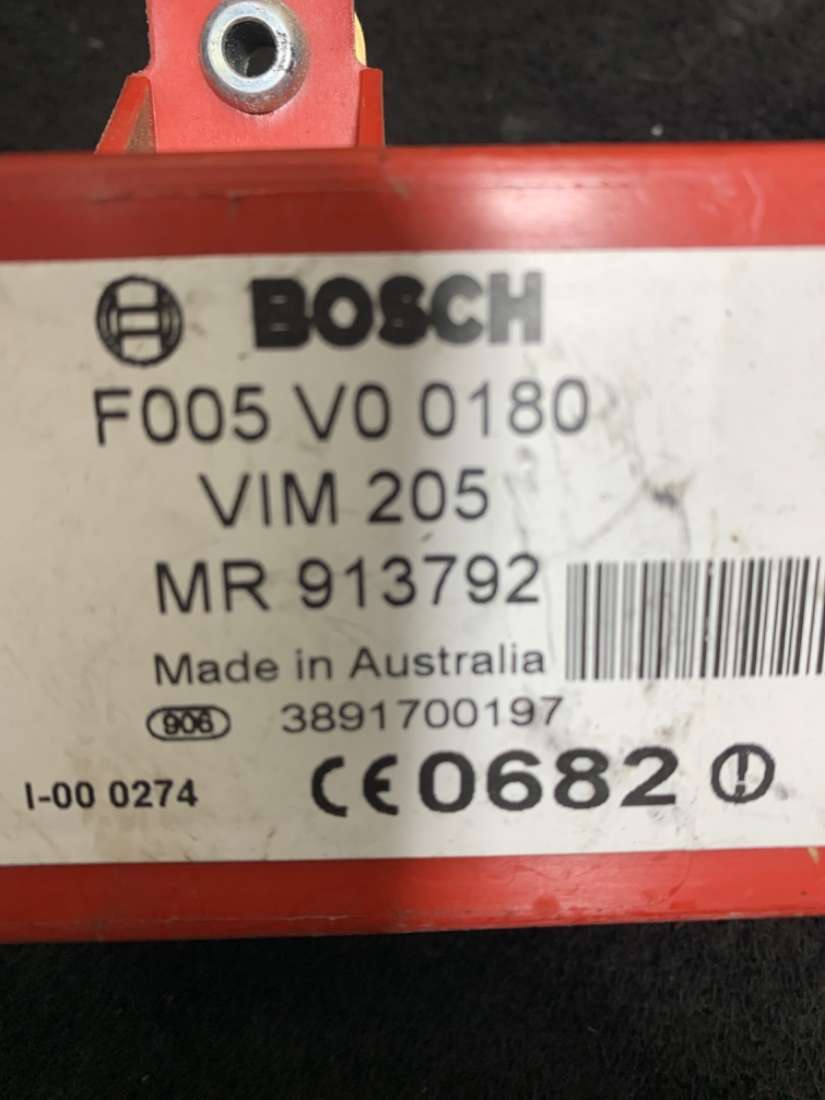 BOSCH
F005 V0 0180
VIM 205
MR 913792
Made in Australia
906 3891700197
I-00 0274 CE0682